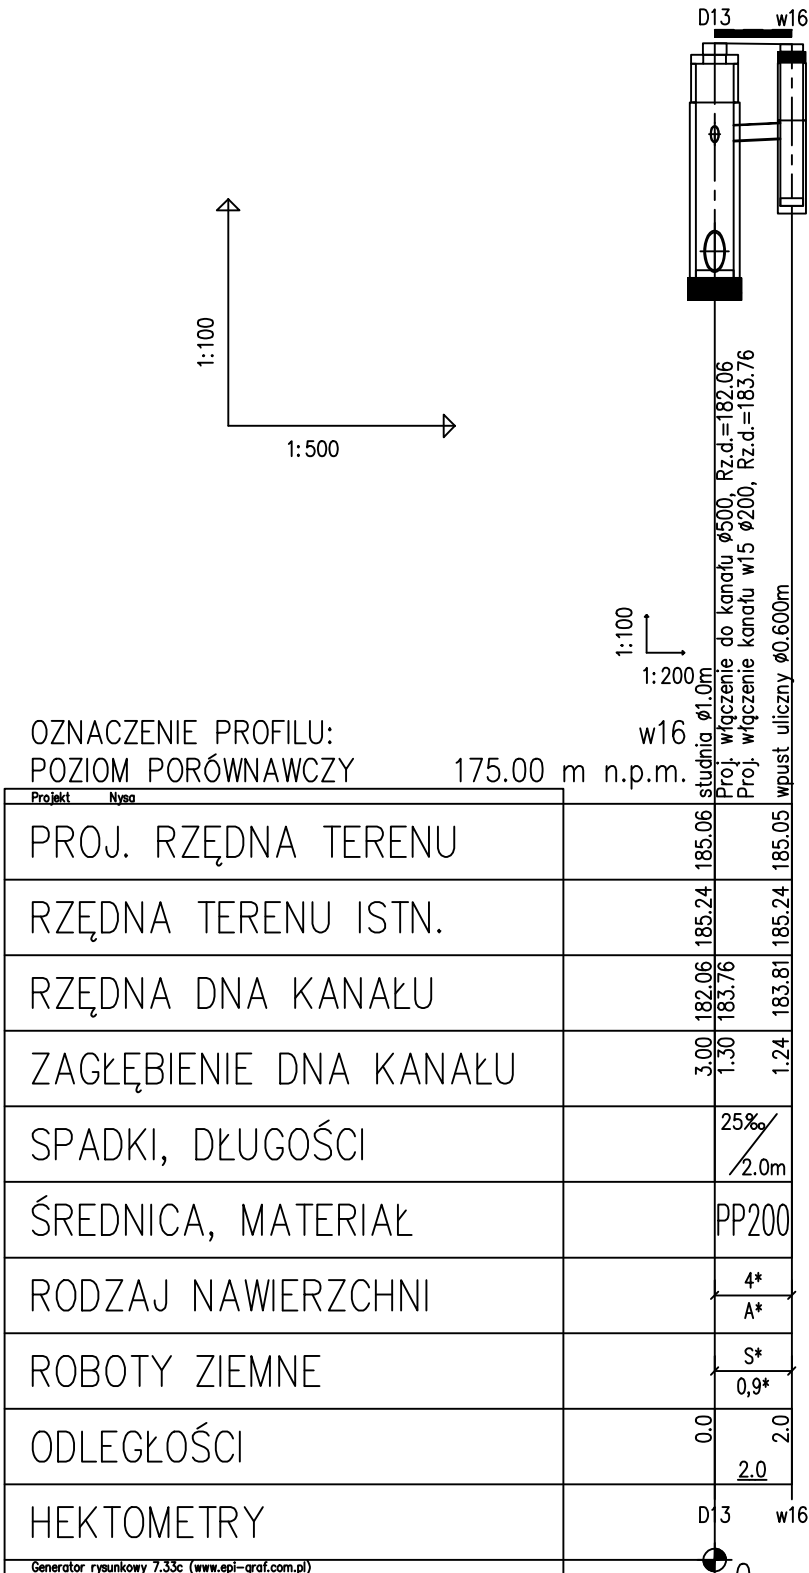 D13 w16
1:100
1:500
1:100
1:200
studnia ø1.0m
Proj. włączenie do kanału ø500, Rz.d.=182.06
Proj. włączenie kanału w15 ø200, Rz.d.=183.76
wpust uliczny ø0.600m
OZNACZENIE PROFILU: w16
POZIOM PORÓWNAWCZY 175.00 m n.p.m.
Projekt Nysa
PROJ. RZĘDNA TERENU 185.06 185.05
RZĘDNA TERENU ISTN. 185.24 185.24
RZĘDNA DNA KANAŁU 182.06 183.76 183.81
ZAGŁĘBIENIE DNA KANAŁU 3.00 1.30 1.24
SPADKI, DŁUGOŚCI 25‰ 2.0m
ŚREDNICA, MATERIAŁ PP200
RODZAJ NAWIERZCHNI 4* A*
ROBOTY ZIEMNE S* 0,9*
ODLEGŁOŚCI 0.0 2.0 2.0
HEKTOMETRY D13 w16
Generator rysunkowy 7.33c (www.epi-graf.com.pl)